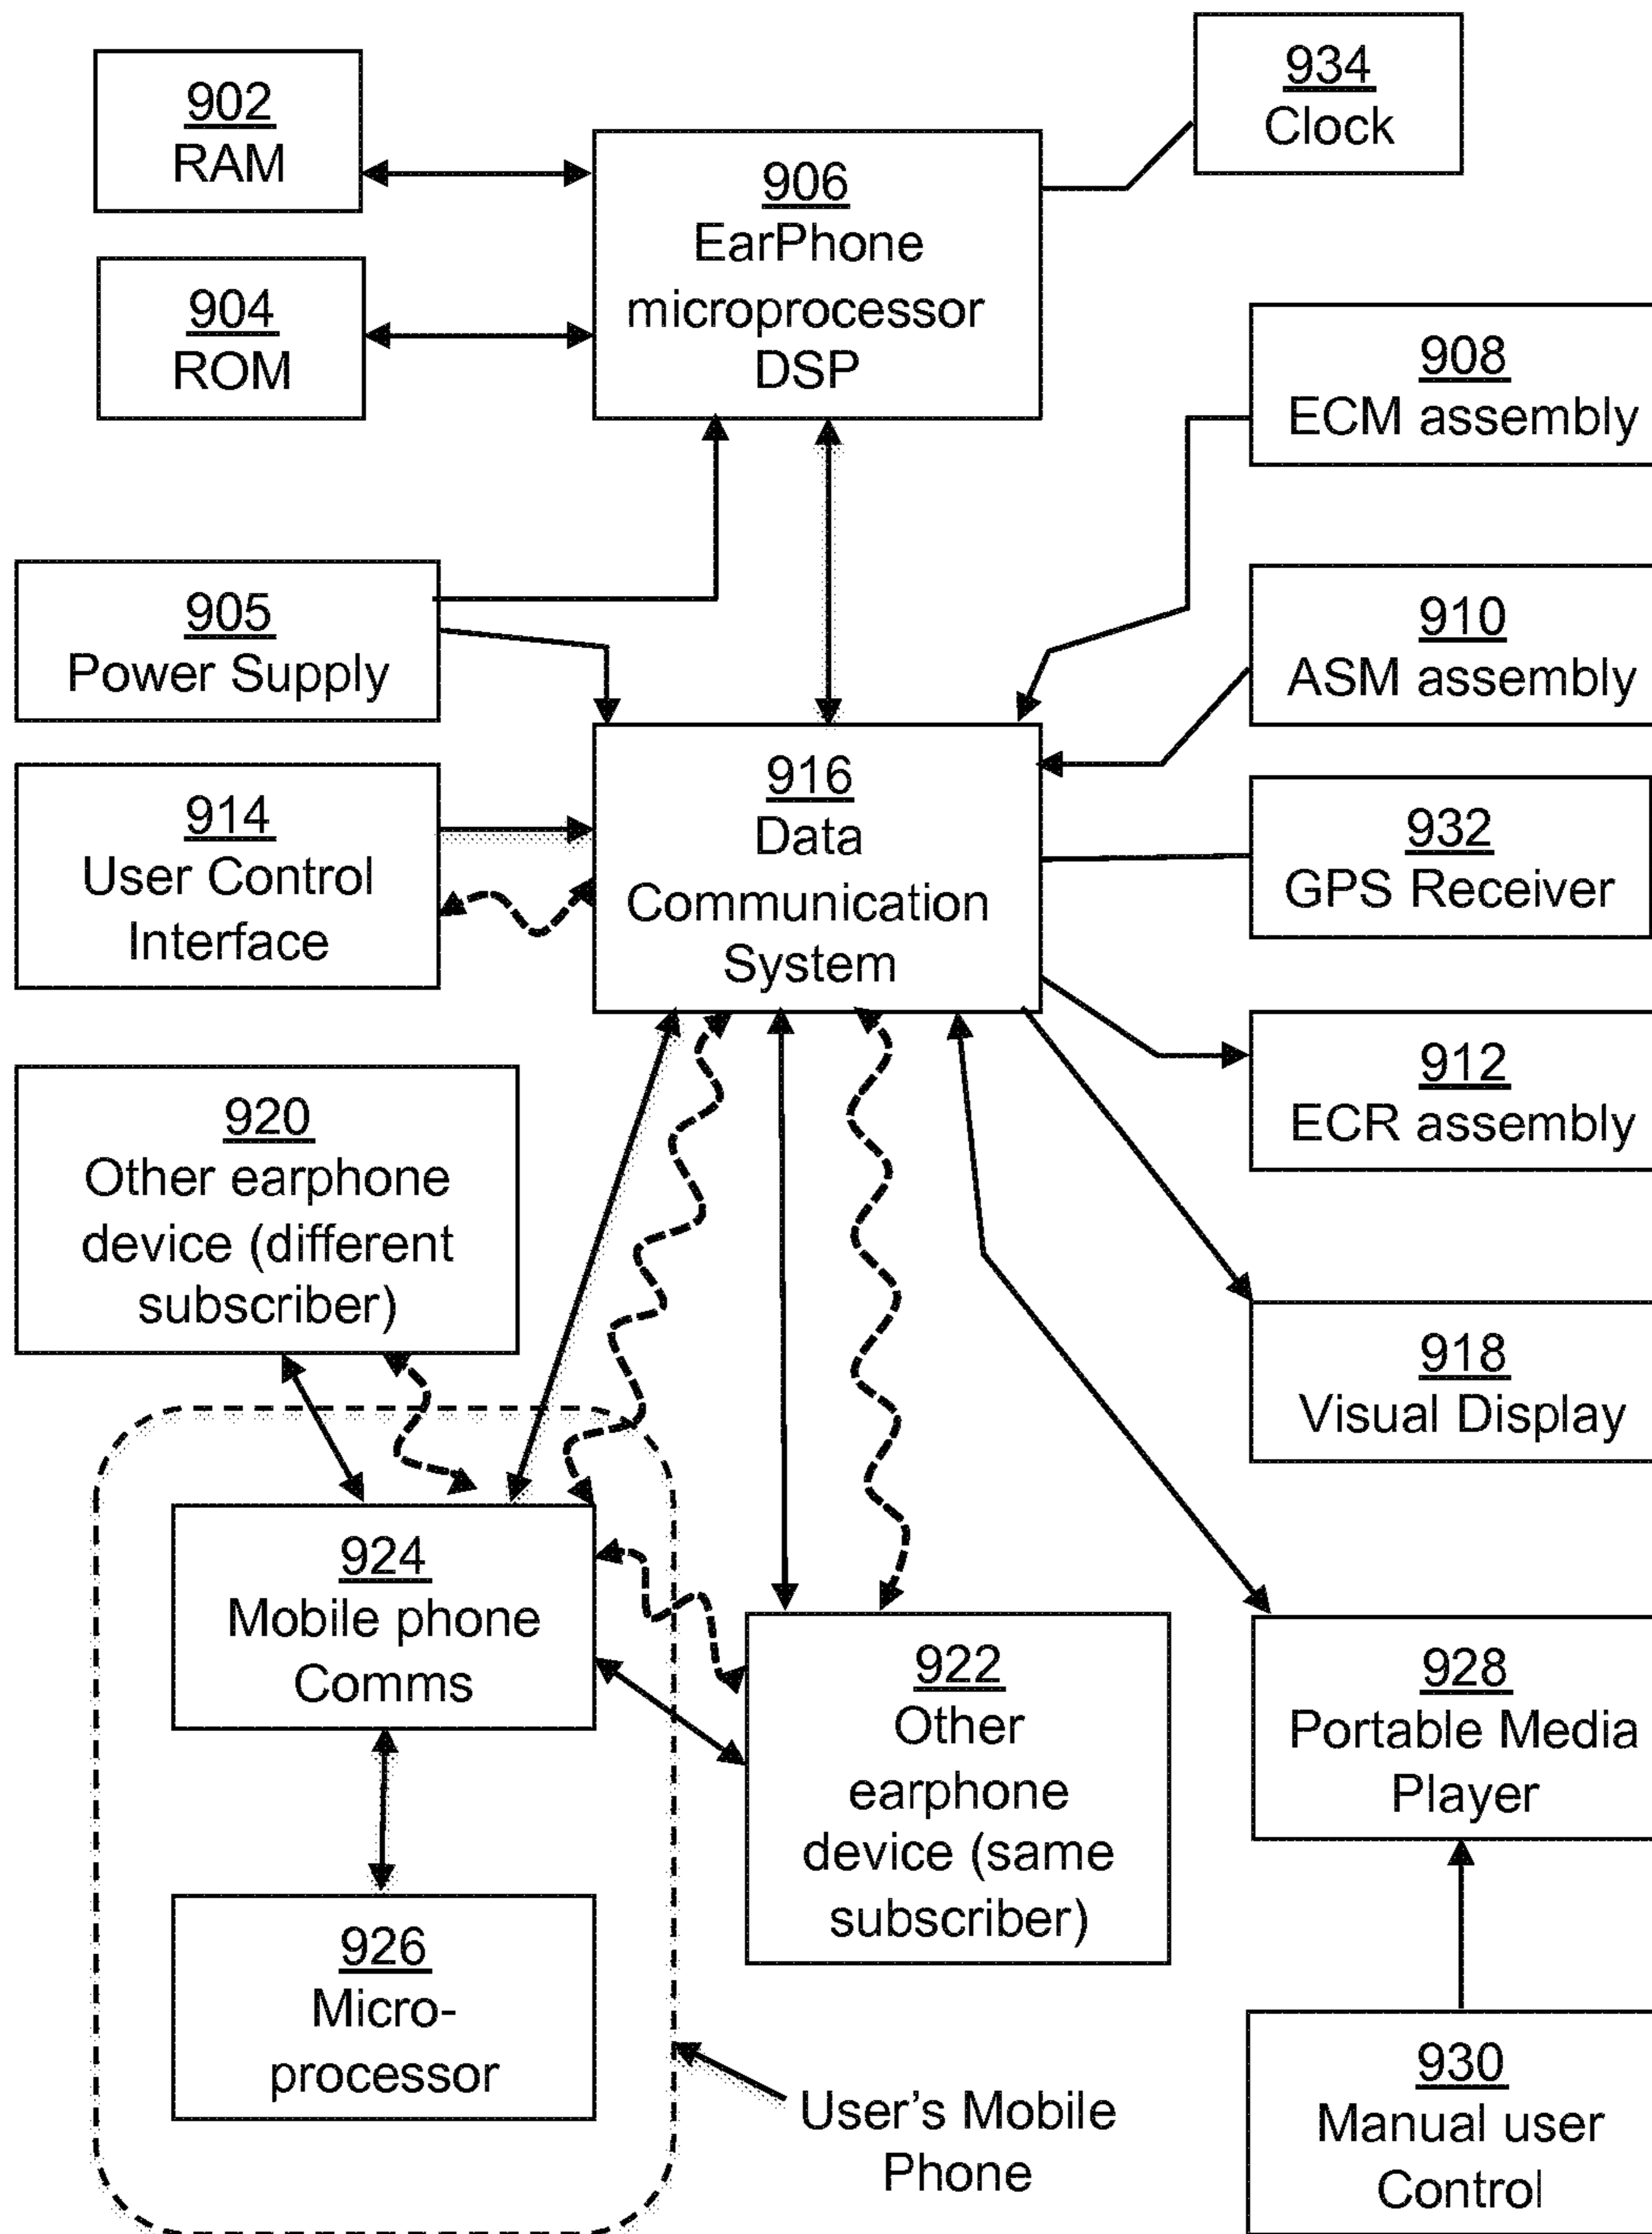 902
RAM
934
Clock
906
EarPhone
microprocessor
DSP
904
ROM
908
ECM assembly
905
Power Supply
910
ASM assembly
916
Data
Communication
System
914
User Control
Interface
932
GPS Receiver
912
ECR assembly
920
Other earphone
device (different
subscriber)
918
Visual Display
924
Mobile phone
Comms
922
Other
earphone
device (same
subscriber)
928
Portable Media
Player
926
Micro-
processor
User's Mobile
Phone
930
Manual user
Control